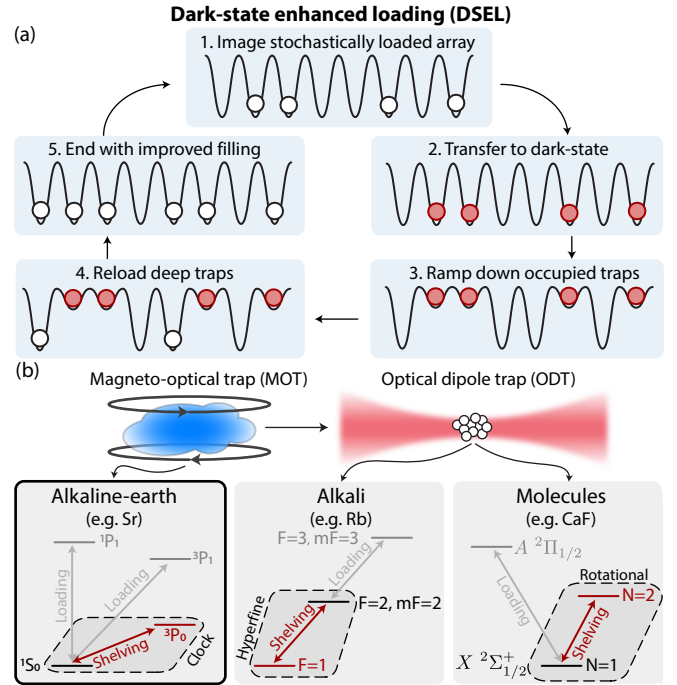 Dark-state enhanced loading (DSEL)
(a)
1. Image stochastically loaded array
5. End with improved filling
2. Transfer to dark-state
4. Reload deep traps
3. Ramp down occupied traps
(b)
Magneto-optical trap (MOT)
Optical dipole trap (ODT)
Alkaline-earth
(e.g. Sr)
¹P₁
³P₁
Loading
Loading
³P₀
Shelving
Clock
¹S₀
Alkali
(e.g. Rb)
F=3, mF=3
Loading
F=2, mF=2
Hyperfine
Shelving
F=1
Molecules
(e.g. CaF)
A ²Π₁/₂
Loading
Rotational
N=2
Shelving
X ²Σ⁺₁/₂
N=1